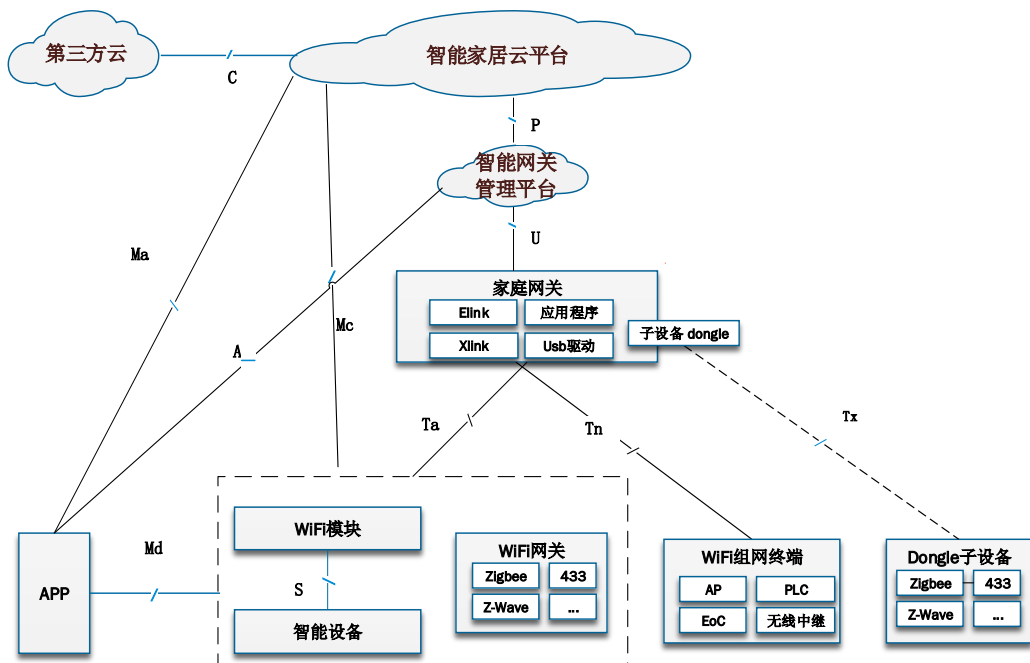 第三方云
智能家居云平台
C
P
智能网关
管理平台
U
Ma
家庭网关
Elink
应用程序
Xlink
Usb驱动
子设备 dongle
Mc
A_
Ta
Tn
Tx
WiFi模块
Md
S
智能设备
APP
WiFi网关
Zigbee
433
Z-Wave
...
WiFi组网终端
AP
PLC
EoC
无线中继
Dongle子设备
Zigbee
433
Z-Wave
...